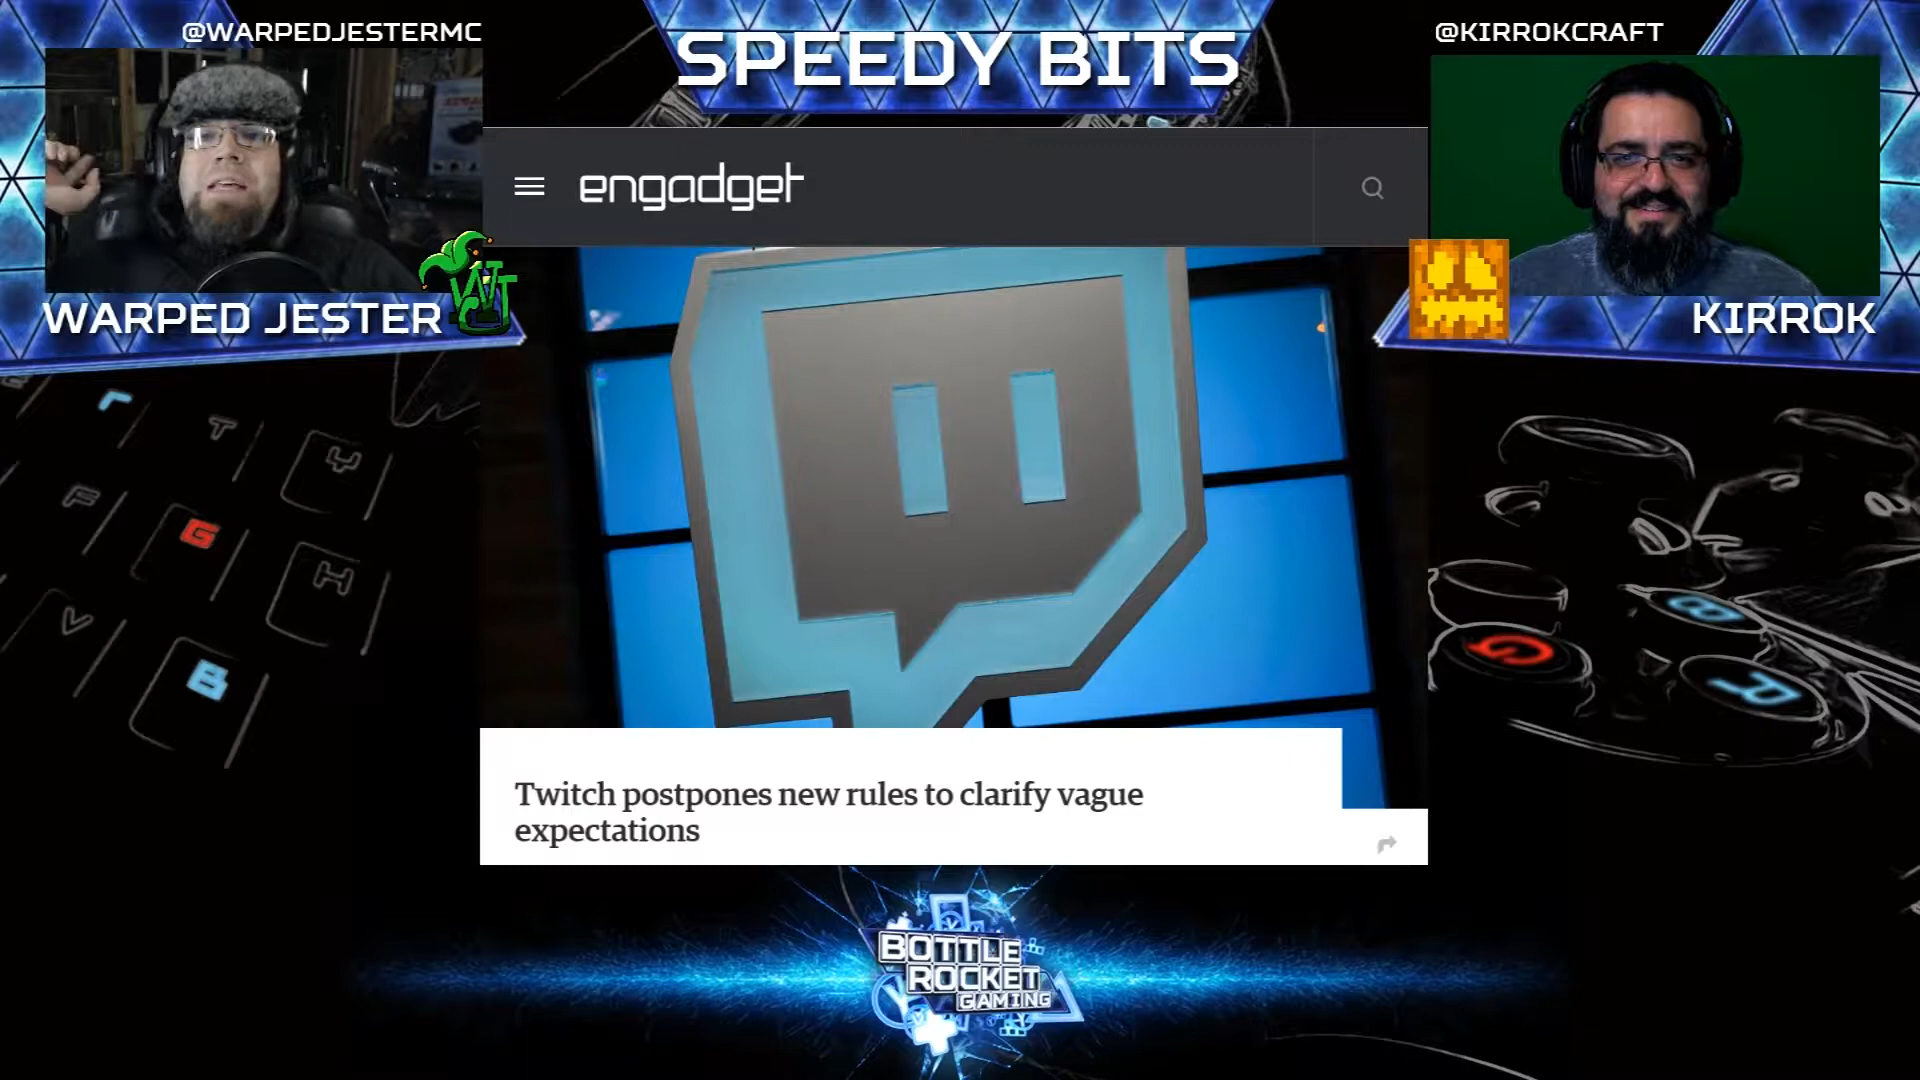 @WARPEDJESTERMC
SPEEDY BITS
@KIRROKCRAFT
engadget
WARPED JESTER
WJ
KIRROK
T
Y
F
G
H
V
B
B
G
R
Twitch postpones new rules to clarify vague
expectations
BOTTLE
ROCKET
GAMING